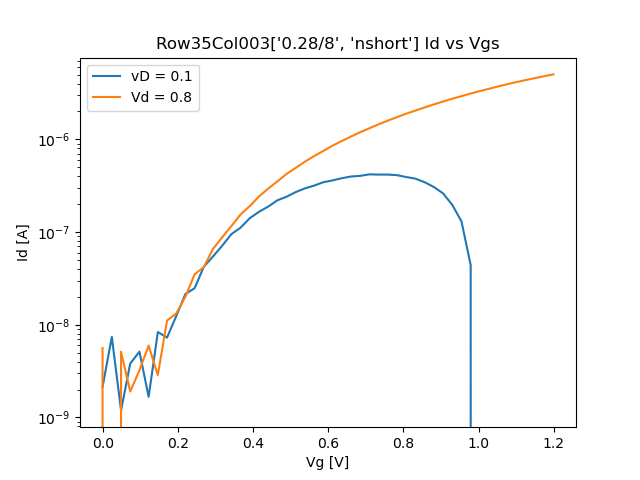 Row35Col003['0.28/8', 'nshort'] Id vs Vgs
vD = 0.1
Vd = 0.8
Id [A]
10⁻⁶
10⁻⁷
10⁻⁸
10⁻⁹
0.0 0.2 0.4 0.6 0.8 1.0 1.2
Vg [V]